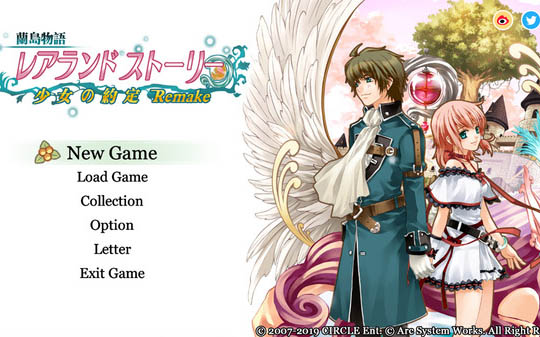 蘭島物語
レアランドストーリー
少女の約定 Remake
New Game
Load Game
Collection
Option
Letter
Exit Game
© 2007-2019 CIRCLE Ent. © Arc System Works. All Right R